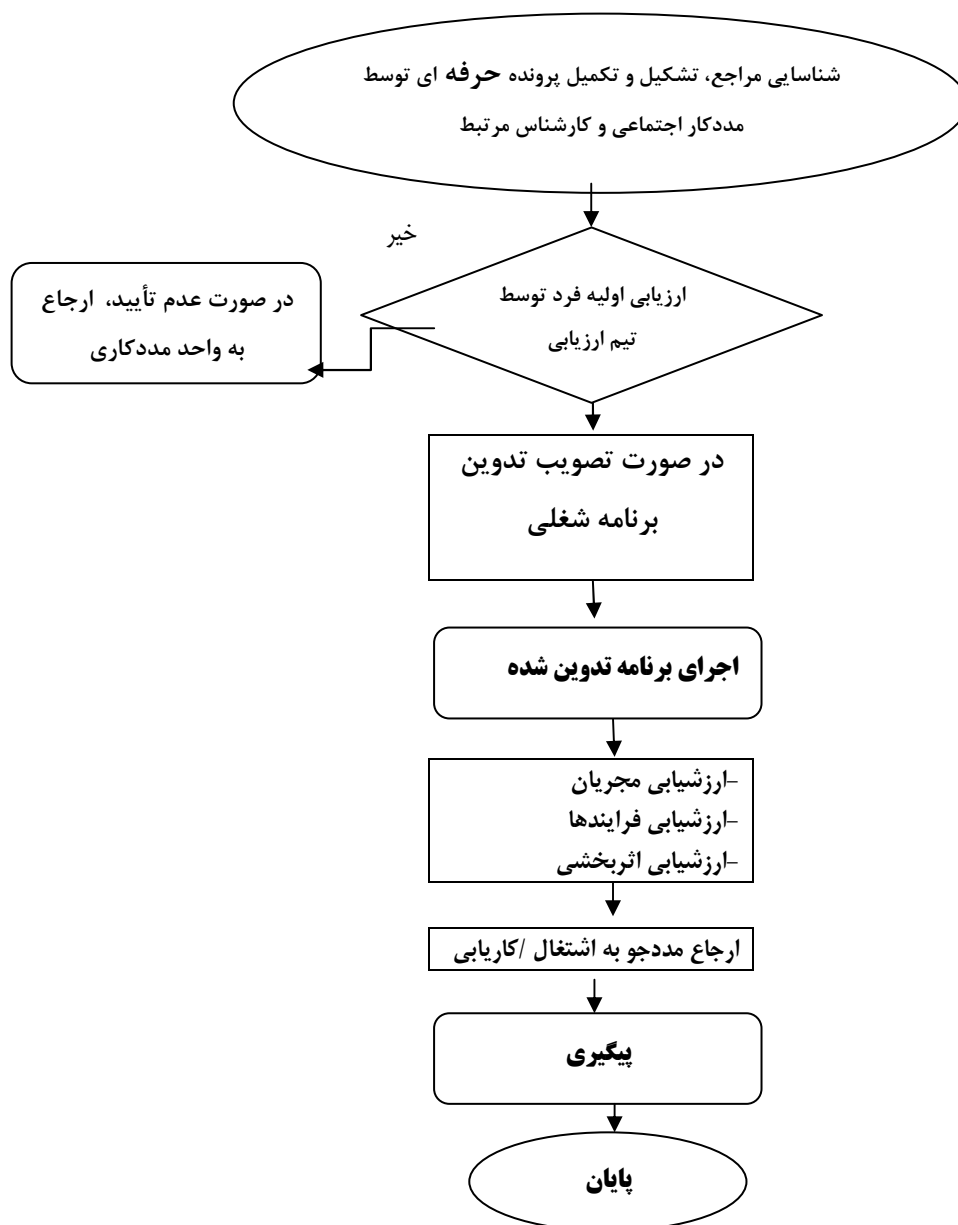 شناسایی مراجع، تشکیل و تکمیل پرونده حرفه ای توسط
مددکار اجتماعی و کارشناس مرتبط
خیر
ارزیابی اولیه فرد توسط
تیم ارزیابی
در صورت عدم تأیید، ارجاع
به واحد مددکاری
در صورت تصویب تدوین
برنامه شغلی
اجرای برنامه تدوین شده
-ارزشیابی مجریان
-ارزشیابی فرایندها
-ارزشیابی اثربخشی
ارجاع مددجو به اشتغال /کاریابی
پیگیری
پایان